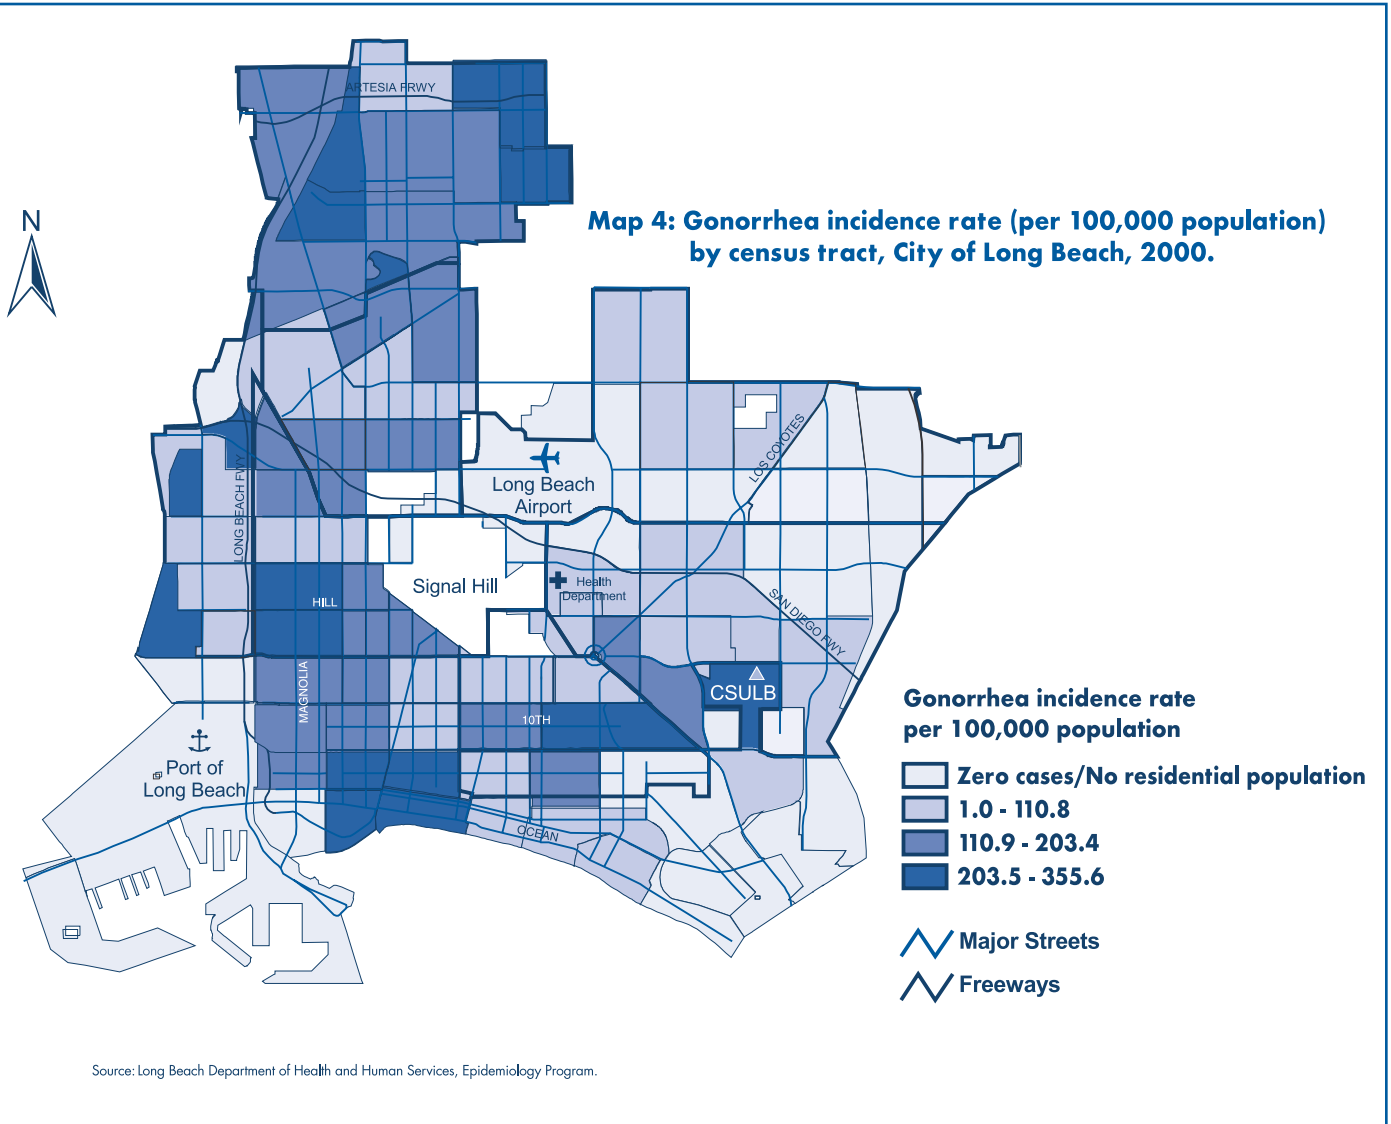 ARTESIA FRWY
N
Map 4: Gonorrhea incidence rate (per 100,000 population)
by census tract, City of Long Beach, 2000.
LOS COYOTES
LONG BEACH FWY
Long Beach
Airport
Signal Hill
Health
Department
HILL
SAN DIEGO FWY
MAGNOLIA
CSULB
10TH
Port of
Long Beach
OCEAN
Gonorrhea incidence rate
per 100,000 population
Zero cases/No residential population
1.0 - 110.8
110.9 - 203.4
203.5 - 355.6
Major Streets
Freeways
Source: Long Beach Department of Health and Human Services, Epidemiology Program.